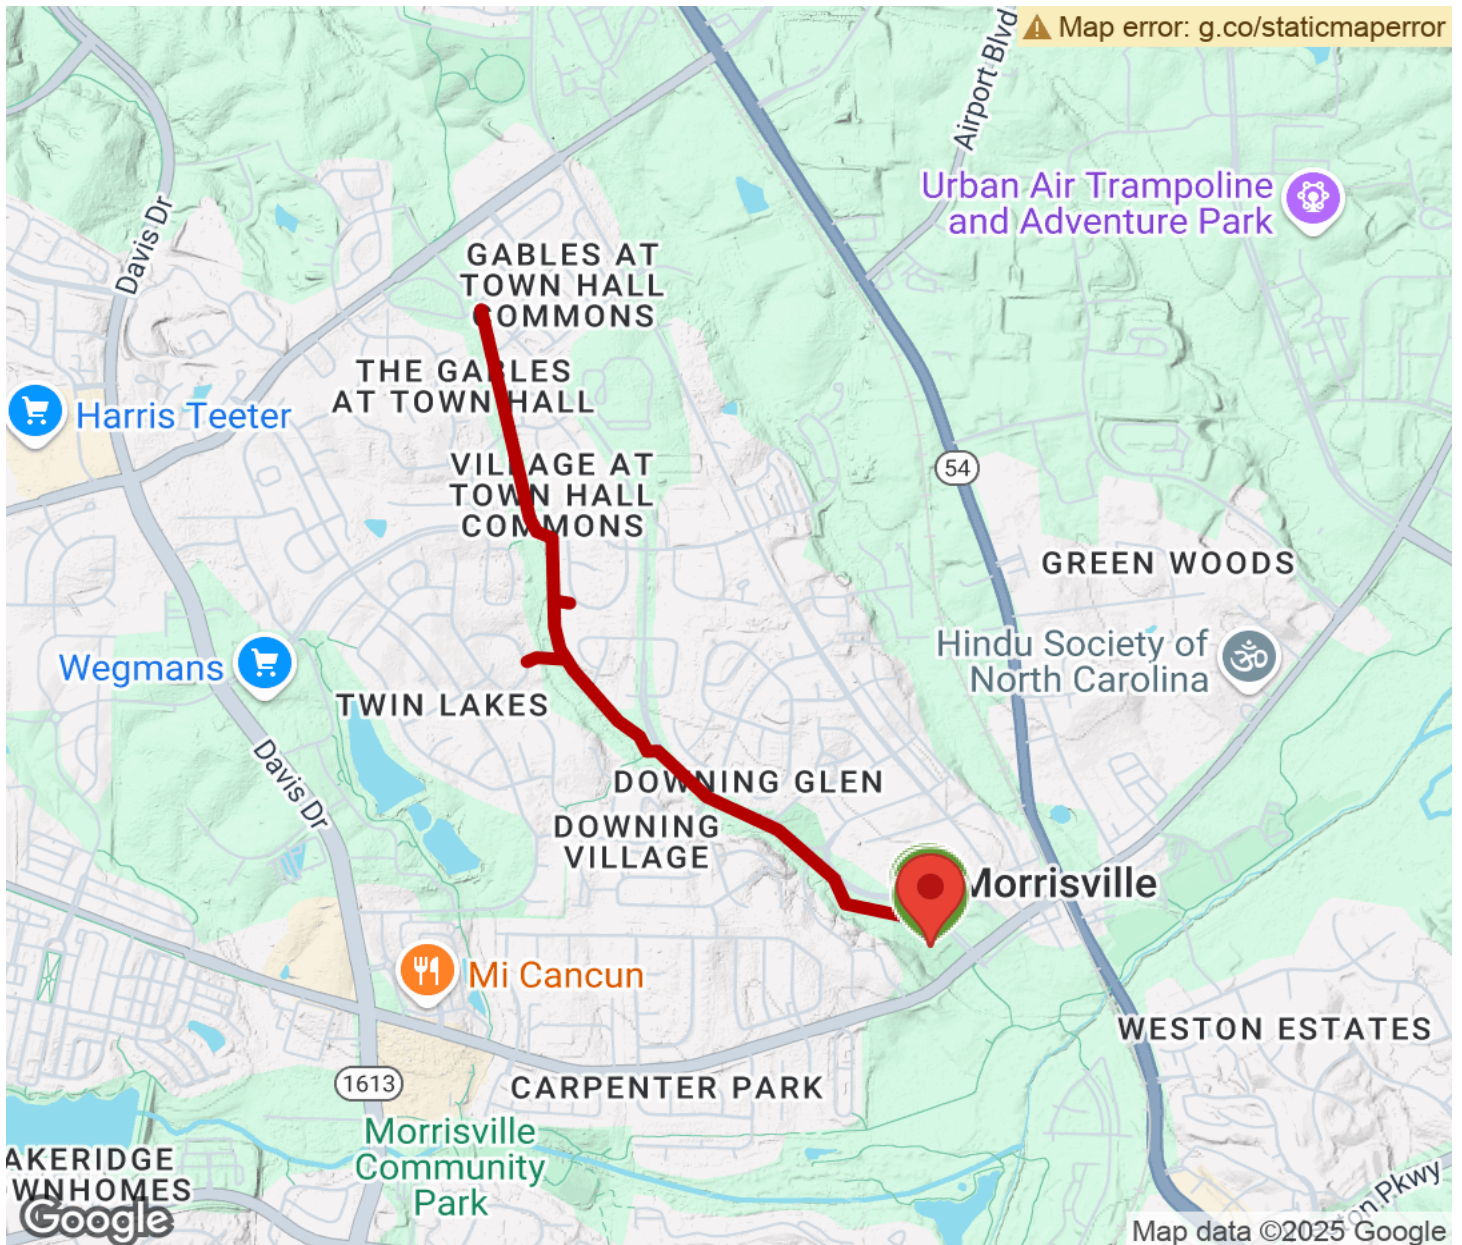 Map error: g.co/staticmaperror
Airport Blvd
Urban Air Trampoline
and Adventure Park
Davis Dr
GABLES AT
TOWN HALL
COMMONS
THE GABLES
AT TOWN HALL
Harris Teeter
VILLAGE AT
TOWN HALL
COMMONS
54
GREEN WOODS
Hindu Society of
North Carolina
Wegmans
TWIN LAKES
Davis Dr
DOWNING GLEN
DOWNING
VILLAGE
Morrisville
Mi Cancun
WESTON ESTATES
1613
CARPENTER PARK
Morrisville
Community
Park
AKERIDGE
WNHOMES
Google
ton Pkwy
Map data ©2025 Google